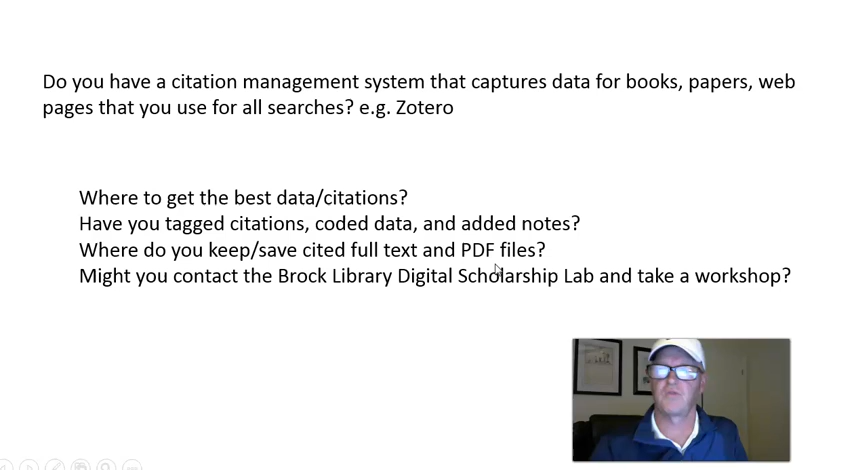 Do you have a citation management system that captures data for books, papers, web
pages that you use for all searches? e.g. Zotero
Where to get the best data/citations?
Have you tagged citations, coded data, and added notes?
Where do you keep/save cited full text and PDF files?
Might you contact the Brock Library Digital Scholarship Lab and take a workshop?